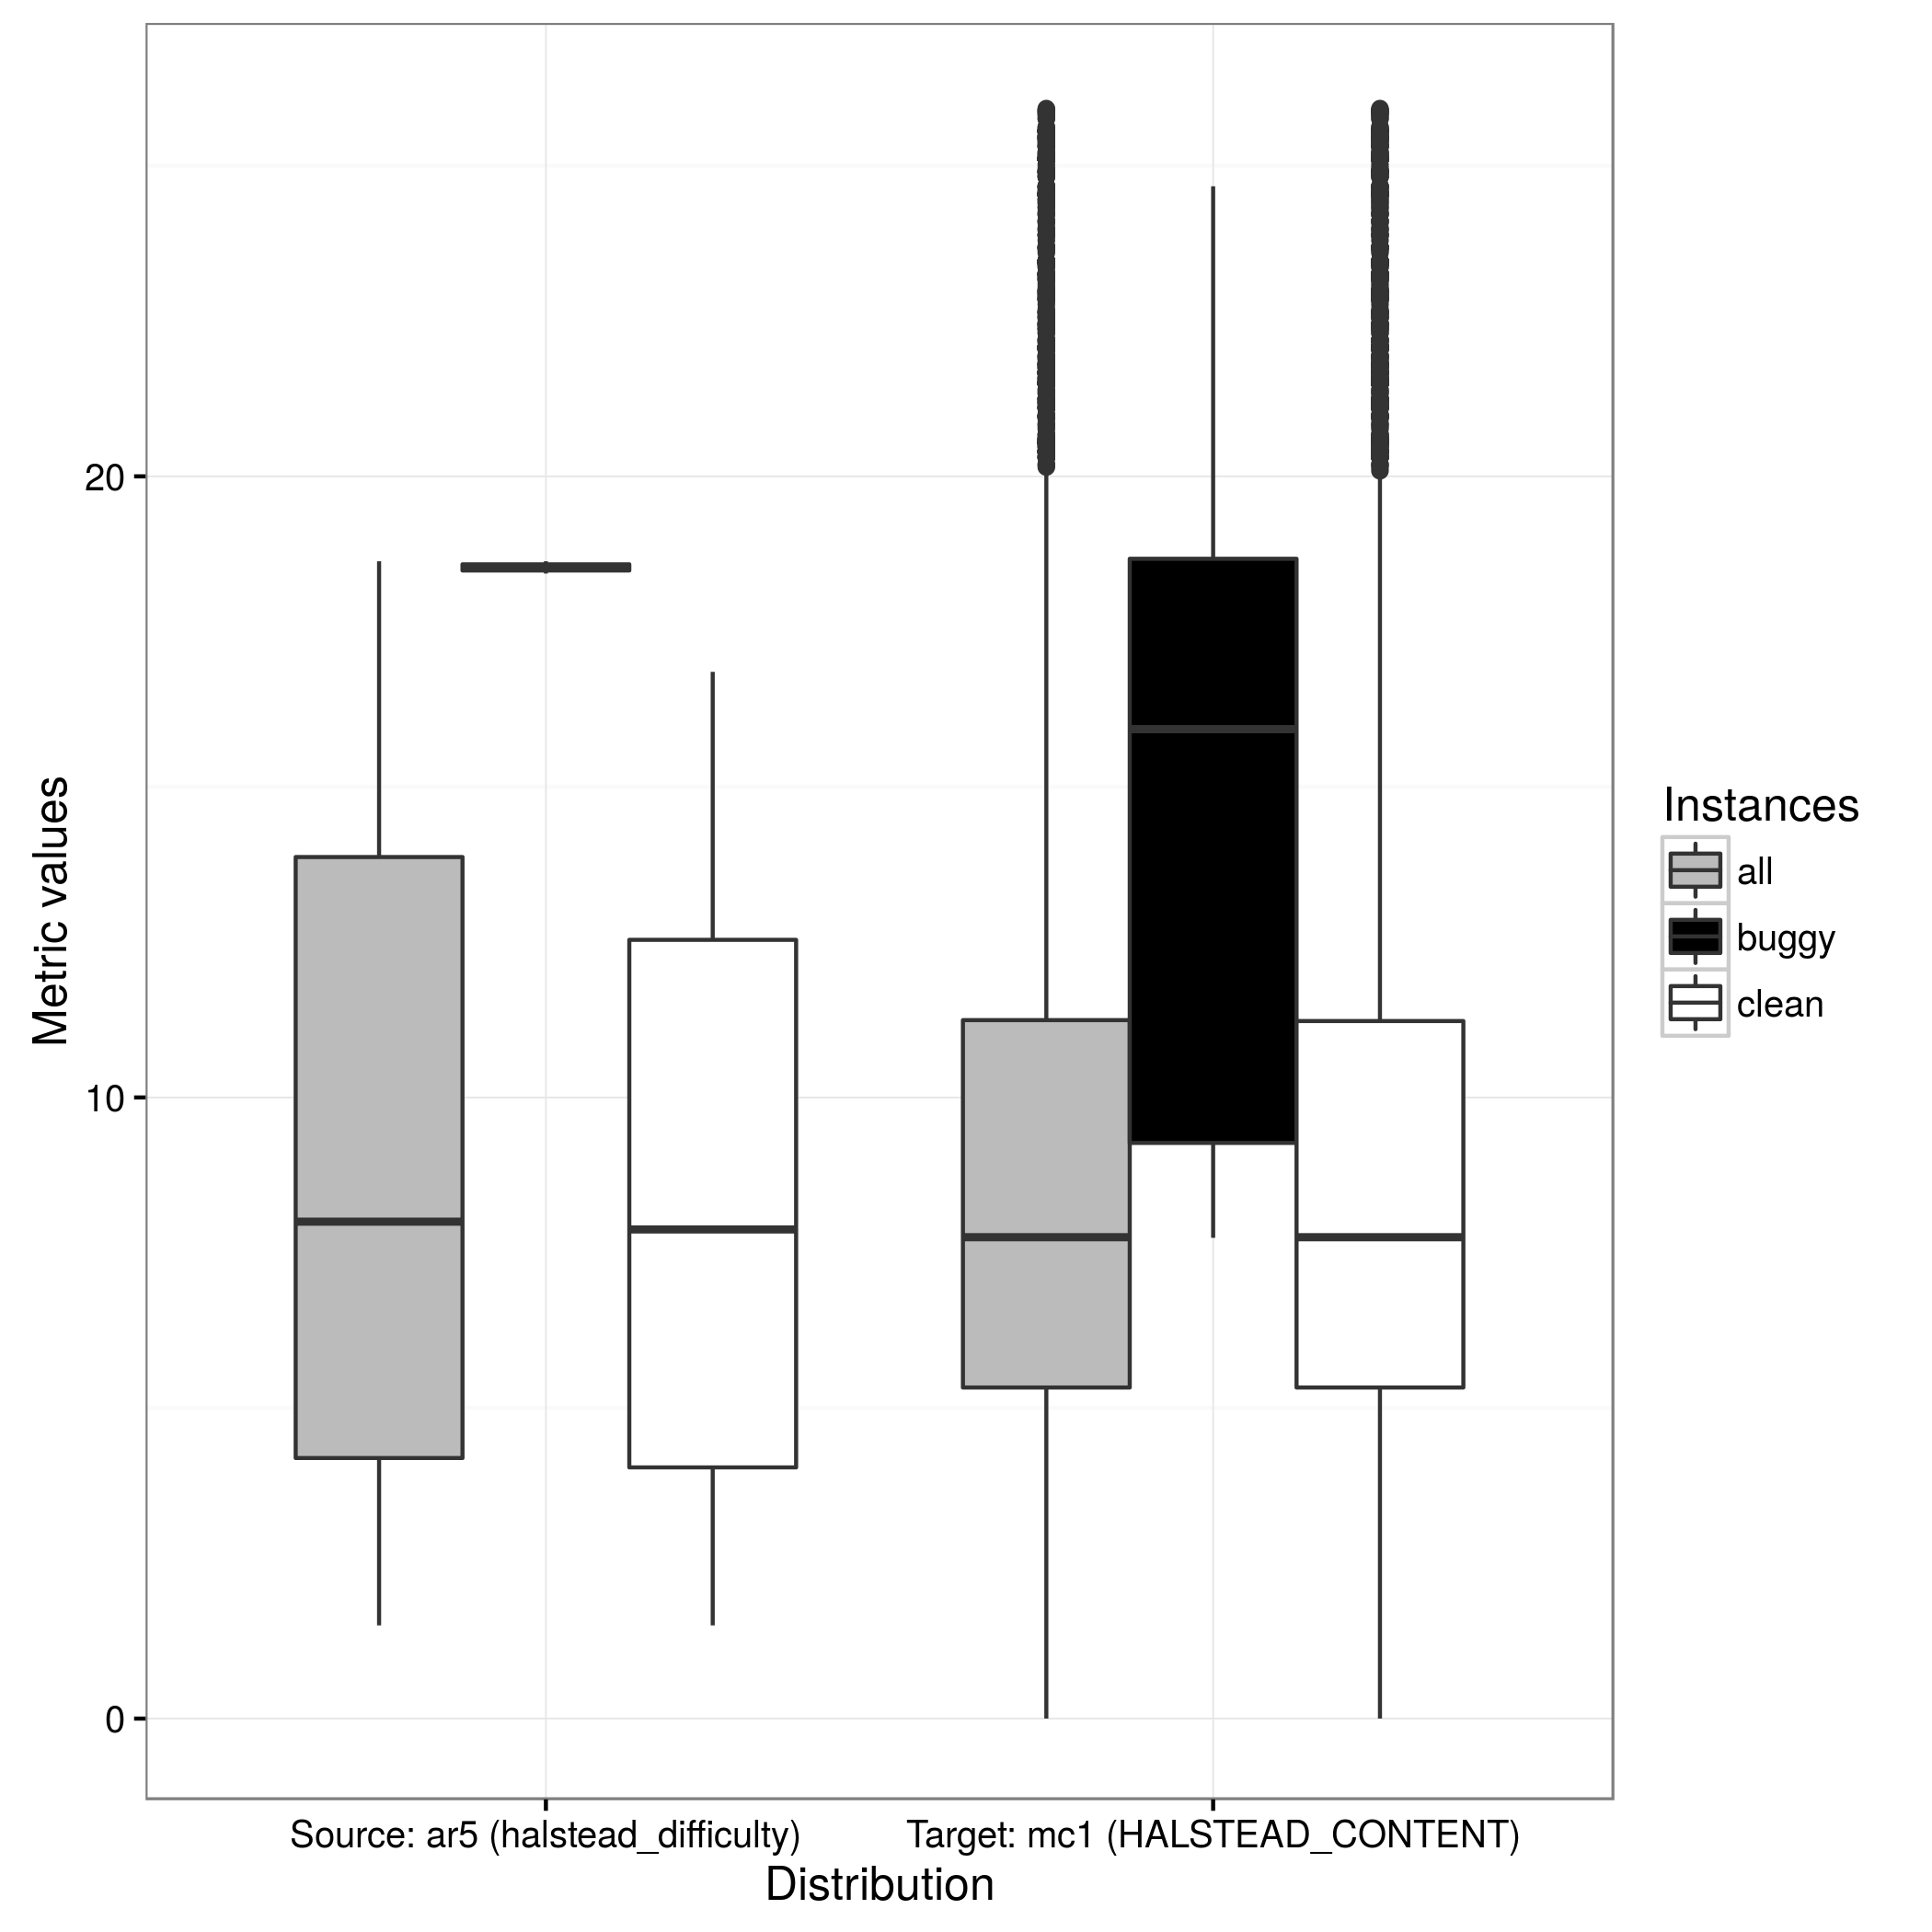 Metric values
20
10
0
Source: ar5 (halstead_difficulty)
Target: mc1 (HALSTEAD_CONTENT)
Distribution
Instances
all
buggy
clean